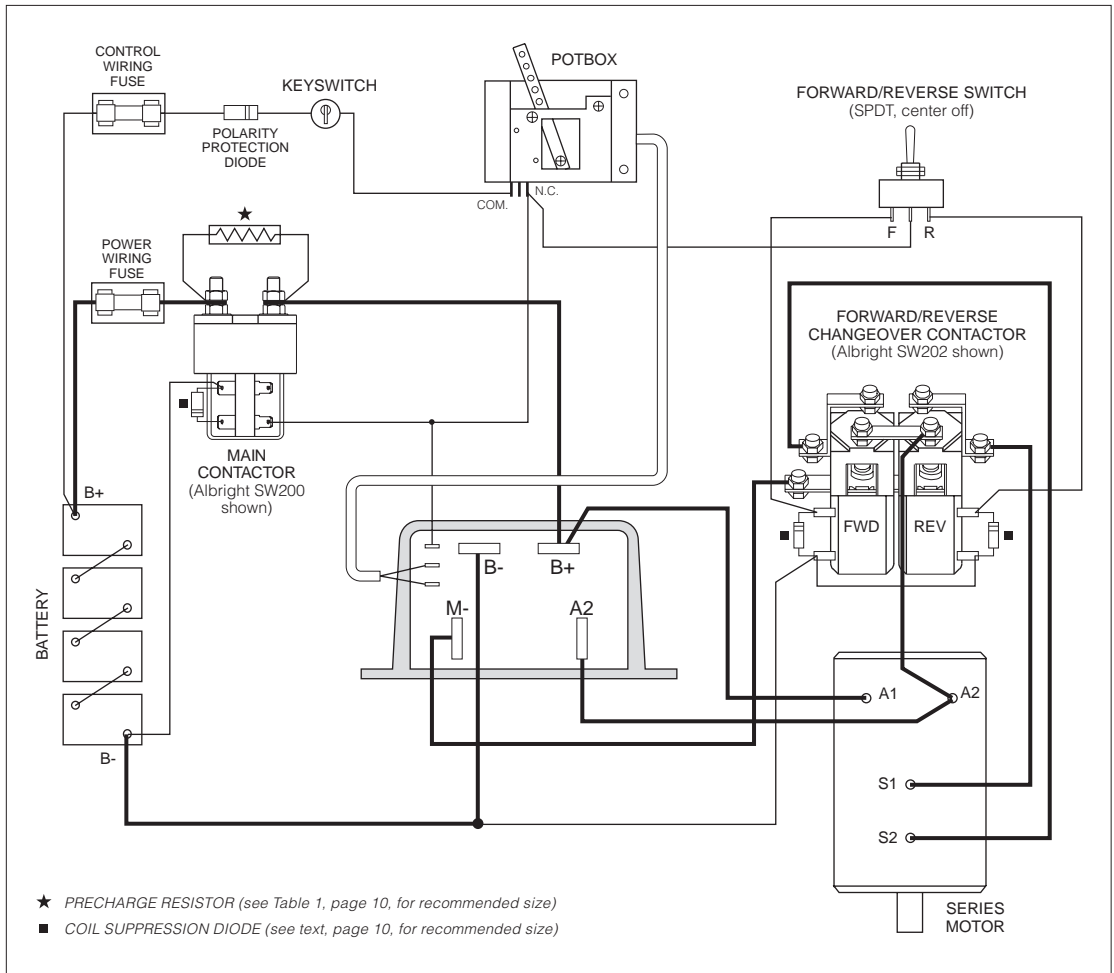 CONTROL
WIRING
FUSE
KEYSWITCH
POTBOX
FORWARD/REVERSE SWITCH
(SPDT, center off)
POLARITY
PROTECTION
DIODE
COM.
N.C.
F
R
★
POWER
WIRING
FUSE
FORWARD/REVERSE
CHANGEOVER CONTACTOR
(Albright SW202 shown)
■
MAIN
CONTACTOR
(Albright SW200
shown)
B+
■
FWD
REV
■
B-
B+
BATTERY
M-
A2
A1
A2
B-
S1
S2
★ PRECHARGE RESISTOR (see Table 1, page 10, for recommended size)
■ COIL SUPPRESSION DIODE (see text, page 10, for recommended size)
SERIES
MOTOR